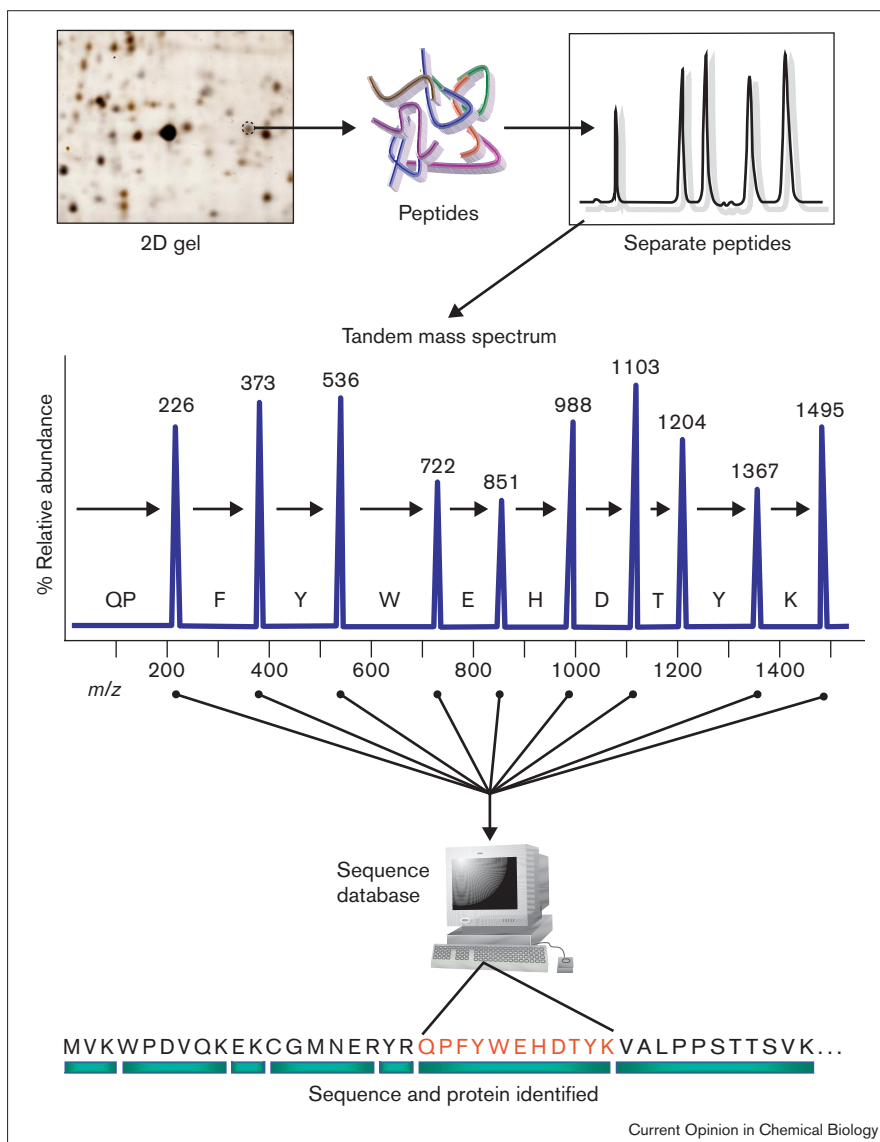 2D gel
Peptides
Separate peptides
Tandem mass spectrum
% Relative abundance
226 373 536 722 851 988 1103 1204 1367 1495
QP F Y W E H D T Y K
200 400 600 800 1000 1200 1400
m/z
Sequence
database
MVKWPDVQKEKCGMNERYRQPFYWEHDTYKVALPPSTTSVK...
Sequence and protein identified
Current Opinion in Chemical Biology